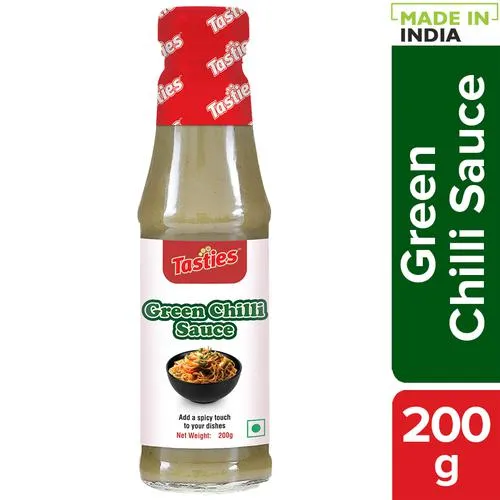 MADE IN
INDIA
Tasties
Tasties
Tasties
Tasties
Tasties
Green Chilli
Sauce
Add a spicy touch
to your dishes
Net Weight: 200g
Green
Chilli Sauce
200
g